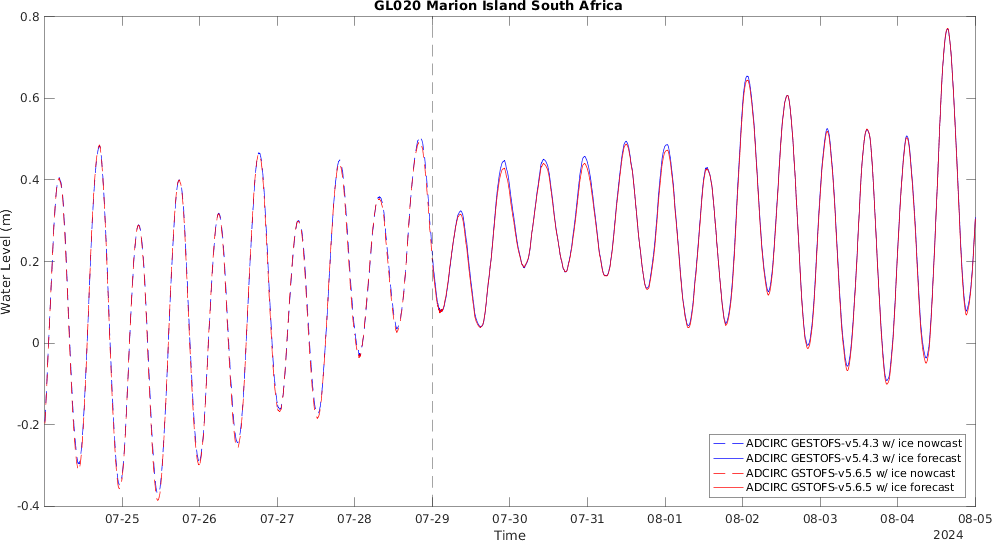 GL020 Marion Island South Africa
Water Level (m)
0.8
0.6
0.4
0.2
0
-0.2
-0.4
07-25
07-26
07-27
07-28
07-29
07-30
07-31
08-01
08-02
08-03
08-04
08-05
Time
2024
ADCIRC GESTOFS-v5.4.3 w/ ice nowcast
ADCIRC GESTOFS-v5.4.3 w/ ice forecast
ADCIRC GSTOFS-v5.6.5 w/ ice nowcast
ADCIRC GSTOFS-v5.6.5 w/ ice forecast